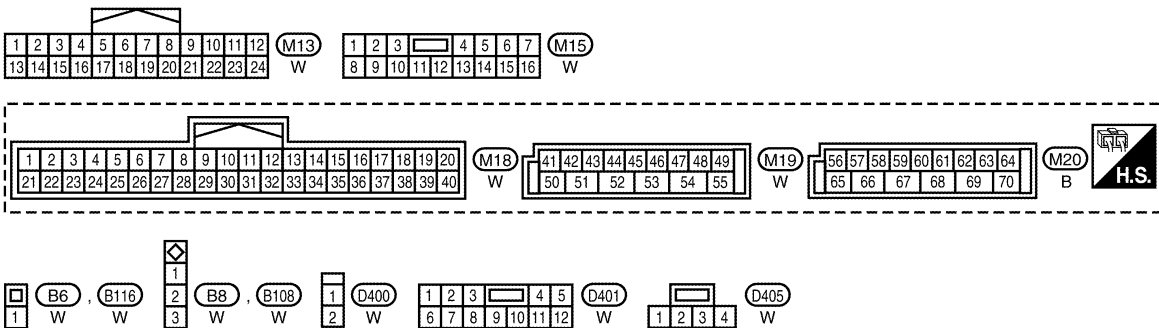 1 2 3 4 5 6 7 8 9 10 11 12 M13
13 14 15 16 17 18 19 20 21 22 23 24 W
1 2 3 4 5 6 7 M15
8 9 10 11 12 13 14 15 16 W
1 2 3 4 5 6 7 8 9 10 11 12 13 14 15 16 17 18 19 20 M18
21 22 23 24 25 26 27 28 29 30 31 32 33 34 35 36 37 38 39 40 W
41 42 43 44 45 46 47 48 49 M19
50 51 52 53 54 55 W
56 57 58 59 60 61 62 63 64 M20
65 66 67 68 69 70 B
H.S.
1 B6 , B116
W W
1
2 B8 , B108
3 W W
1 D400
2 W
1 2 3 4 5 D401
6 7 8 9 10 11 12 W
D405
1 2 3 4 W